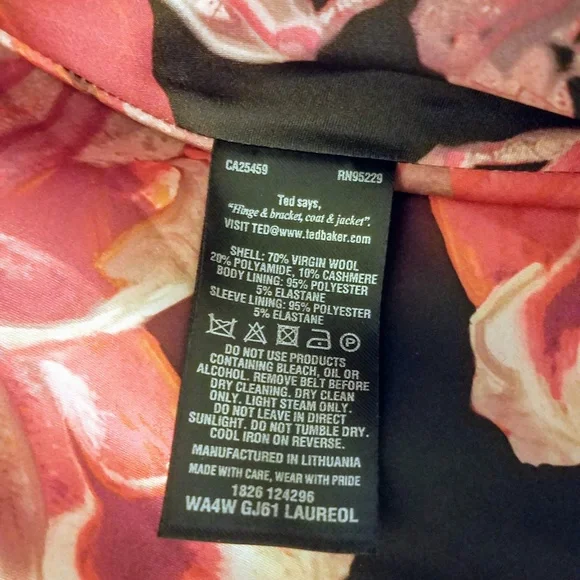 CA25459 RN95229
Ted says,
"Hinge & bracket, coat & jacket".
VISIT TED@www.tedbaker.com
SHELL: 70% VIRGIN WOOL
20% POLYAMIDE, 10% CASHMERE
BODY LINING: 95% POLYESTER
5% ELASTANE
SLEEVE LINING: 95% POLYESTER
5% ELASTANE
P
DO NOT USE PRODUCTS
CONTAINING BLEACH, OIL OR
ALCOHOL. REMOVE BELT BEFORE
DRY CLEANING. DRY CLEAN
ONLY. LIGHT STEAM ONLY.
DO NOT LEAVE IN DIRECT
SUNLIGHT. DO NOT TUMBLE DRY.
COOL IRON ON REVERSE.
MANUFACTURED IN LITHUANIA
MADE WITH CARE, WEAR WITH PRIDE
1826 124296
WA4W GJ61 LAUREOL